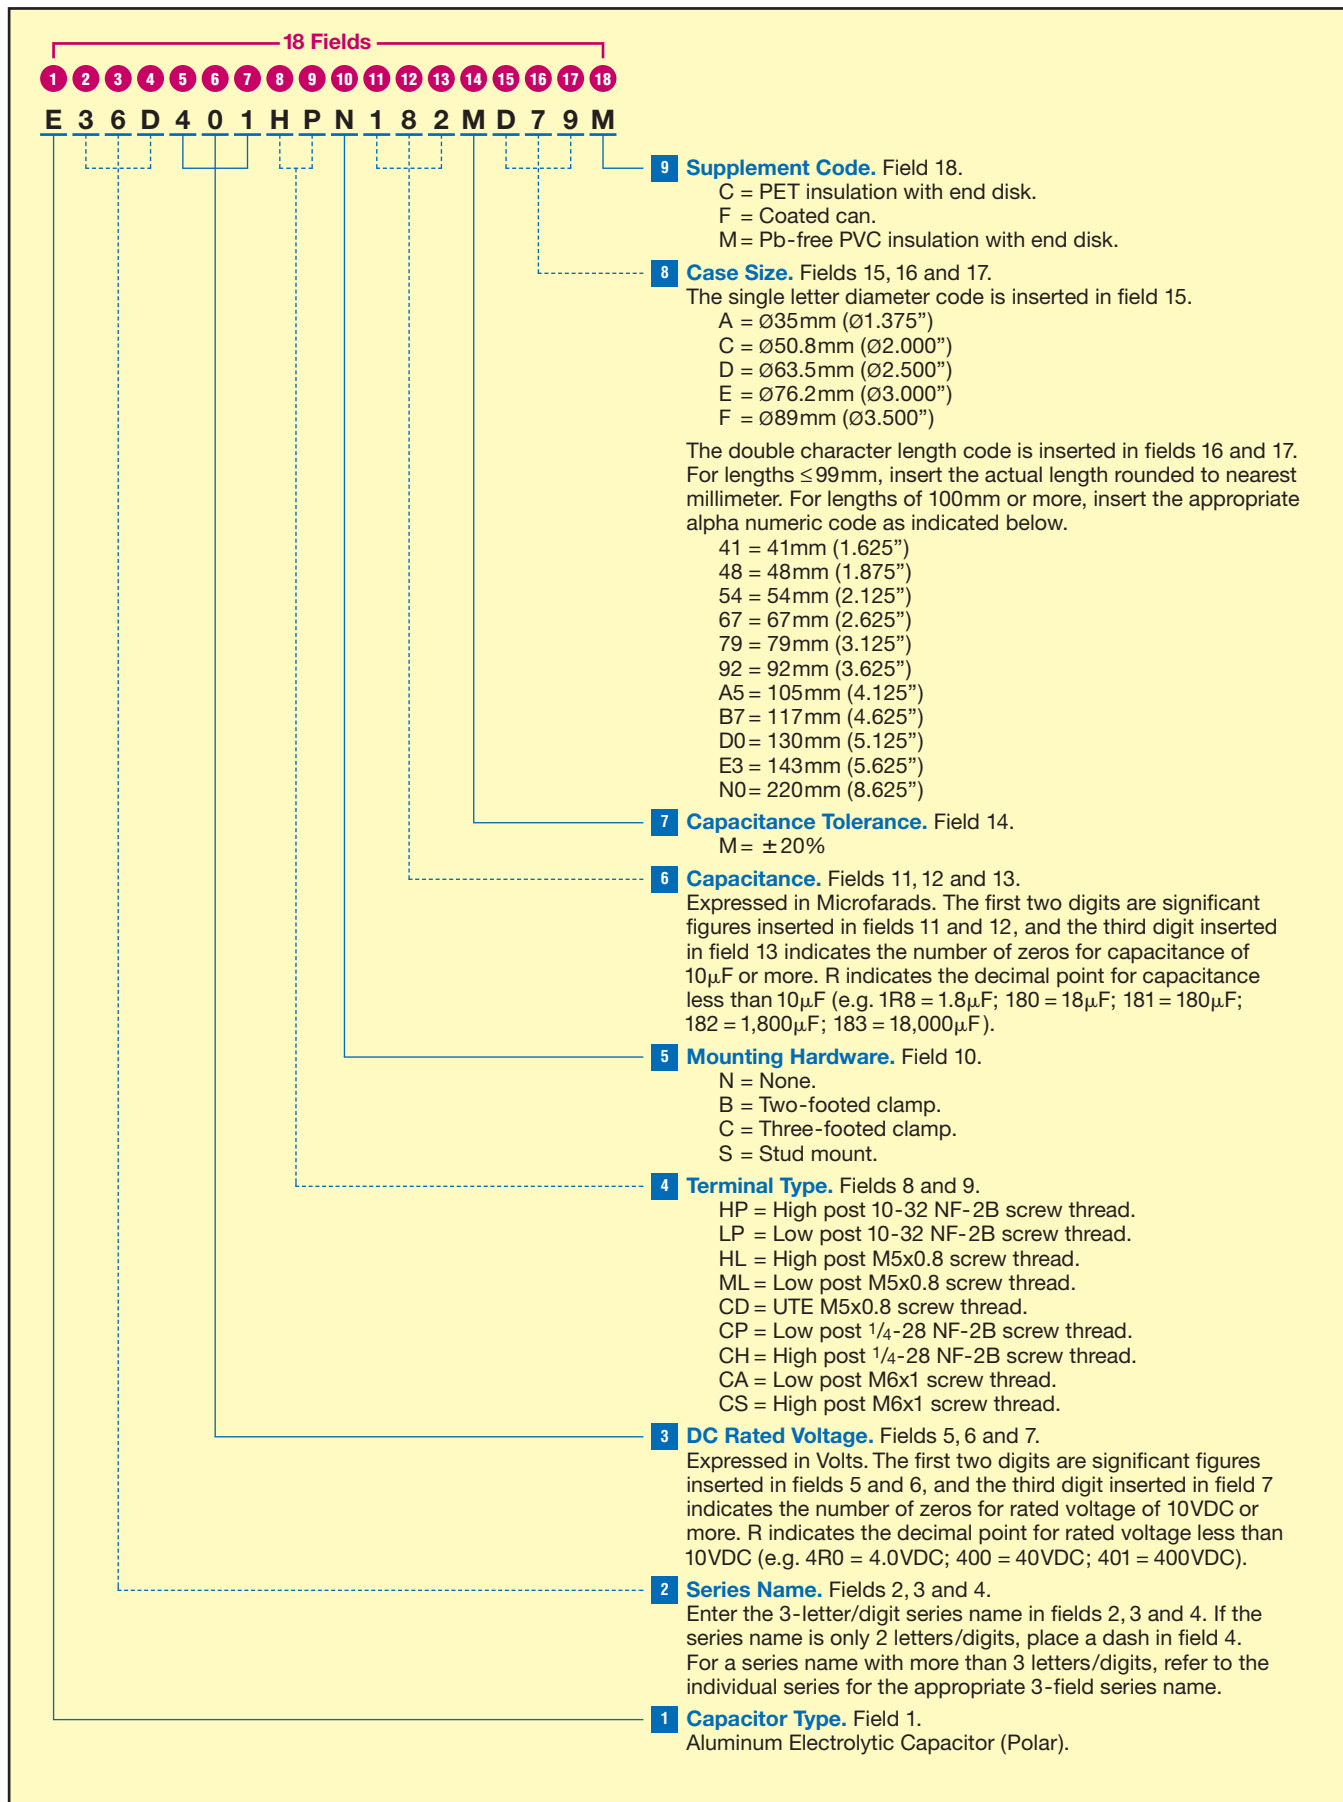 18 Fields
1 2 3 4 5 6 7 8 9 10 11 12 13 14 15 16 17 18
E 3 6 D 4 0 1 H P N 1 8 2 M D 7 9 M
9 Supplement Code. Field 18.
C = PET insulation with end disk.
F = Coated can.
M = Pb-free PVC insulation with end disk.
8 Case Size. Fields 15, 16 and 17.
The single letter diameter code is inserted in field 15.
A = Ø35mm (Ø1.375”)
C = Ø50.8mm (Ø2.000”)
D = Ø63.5mm (Ø2.500”)
E = Ø76.2mm (Ø3.000”)
F = Ø89mm (Ø3.500”)
The double character length code is inserted in fields 16 and 17.
For lengths ≤99mm, insert the actual length rounded to nearest
millimeter. For lengths of 100mm or more, insert the appropriate
alpha numeric code as indicated below.
41 = 41mm (1.625”)
48 = 48mm (1.875”)
54 = 54mm (2.125”)
67 = 67mm (2.625”)
79 = 79mm (3.125”)
92 = 92mm (3.625”)
A5 = 105mm (4.125”)
B7 = 117mm (4.625”)
D0 = 130mm (5.125”)
E3 = 143mm (5.625”)
N0 = 220mm (8.625”)
7 Capacitance Tolerance. Field 14.
M = ±20%
6 Capacitance. Fields 11, 12 and 13.
Expressed in Microfarads. The first two digits are significant
figures inserted in fields 11 and 12, and the third digit inserted
in field 13 indicates the number of zeros for capacitance of
10µF or more. R indicates the decimal point for capacitance
less than 10µF (e.g. 1R8 = 1.8µF; 180 = 18µF; 181 = 180µF;
182 = 1,800µF; 183 = 18,000µF).
5 Mounting Hardware. Field 10.
N = None.
B = Two-footed clamp.
C = Three-footed clamp.
S = Stud mount.
4 Terminal Type. Fields 8 and 9.
HP = High post 10-32 NF-2B screw thread.
LP = Low post 10-32 NF-2B screw thread.
HL = High post M5x0.8 screw thread.
ML = Low post M5x0.8 screw thread.
CD = UTE M5x0.8 screw thread.
CP = Low post 1/4-28 NF-2B screw thread.
CH = High post 1/4-28 NF-2B screw thread.
CA = Low post M6x1 screw thread.
CS = High post M6x1 screw thread.
3 DC Rated Voltage. Fields 5, 6 and 7.
Expressed in Volts. The first two digits are significant figures
inserted in fields 5 and 6, and the third digit inserted in field 7
indicates the number of zeros for rated voltage of 10VDC or
more. R indicates the decimal point for rated voltage less than
10VDC (e.g. 4R0 = 4.0VDC; 400 = 40VDC; 401 = 400VDC).
2 Series Name. Fields 2, 3 and 4.
Enter the 3-letter/digit series name in fields 2, 3 and 4. If the
series name is only 2 letters/digits, place a dash in field 4.
For a series name with more than 3 letters/digits, refer to the
individual series for the appropriate 3-field series name.
1 Capacitor Type. Field 1.
Aluminum Electrolytic Capacitor (Polar).